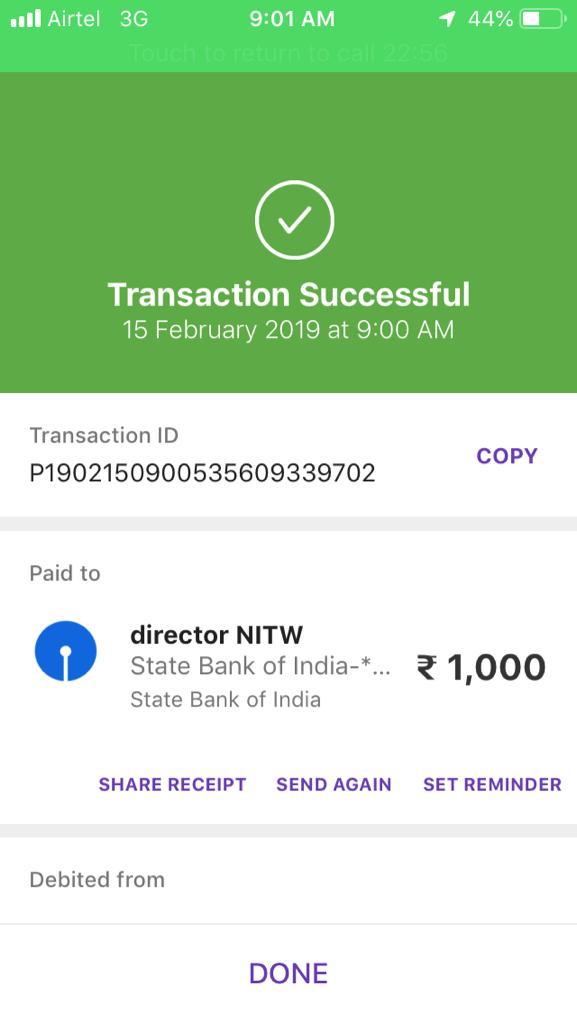 Airtel 3G 9:01 AM 44%
Touch to return to call 22:56
Transaction Successful
15 February 2019 at 9:00 AM
Transaction ID
P1902150900535609339702
COPY
Paid to
director NITW
State Bank of India-*...
₹ 1,000
State Bank of India
SHARE RECEIPT SEND AGAIN SET REMINDER
Debited from
DONE